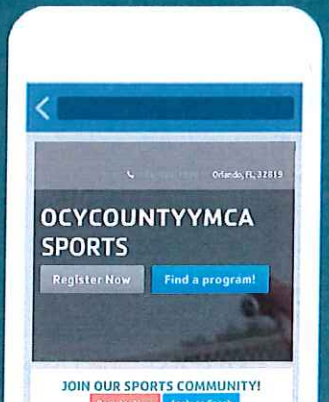 Orlando, FL, 32819
OCYCOUNTYYMCA
SPORTS
Register Now Find a program!
JOIN OUR SPORTS COMMUNITY!